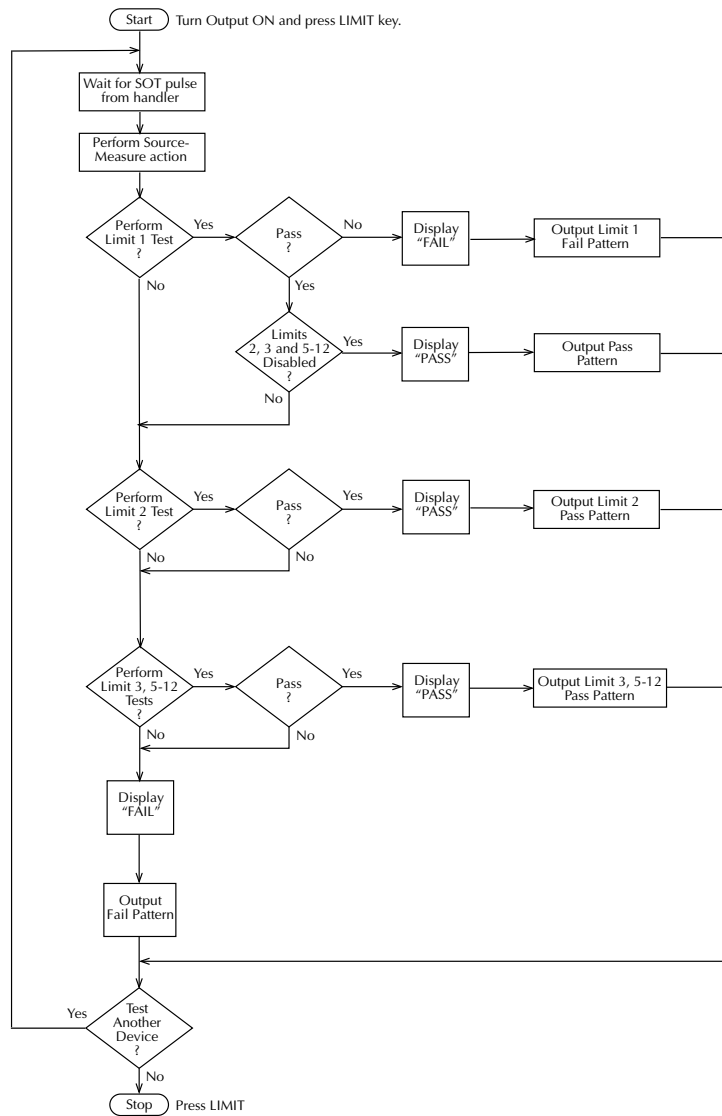 Start
Turn Output ON and press LIMIT key.
Wait for SOT pulse
from handler
Perform Source-
Measure action
Perform
Limit 1 Test
?
Yes
No
Pass
?
No
Yes
Display
“FAIL”
Output Limit 1
Fail Pattern
Limits
2, 3 and 5-12
Disabled
?
Yes
No
Display
“PASS”
Output Pass
Pattern
Perform
Limit 2 Test
?
Yes
No
Pass
?
Yes
No
Display
“PASS”
Output Limit 2
Pass Pattern
Perform
Limit 3, 5-12
Tests
?
Yes
No
Pass
?
Yes
No
Display
“PASS”
Output Limit 3, 5-12
Pass Pattern
Display
“FAIL”
Output
Fail Pattern
Test
Another
Device
?
Yes
No
Stop
Press LIMIT